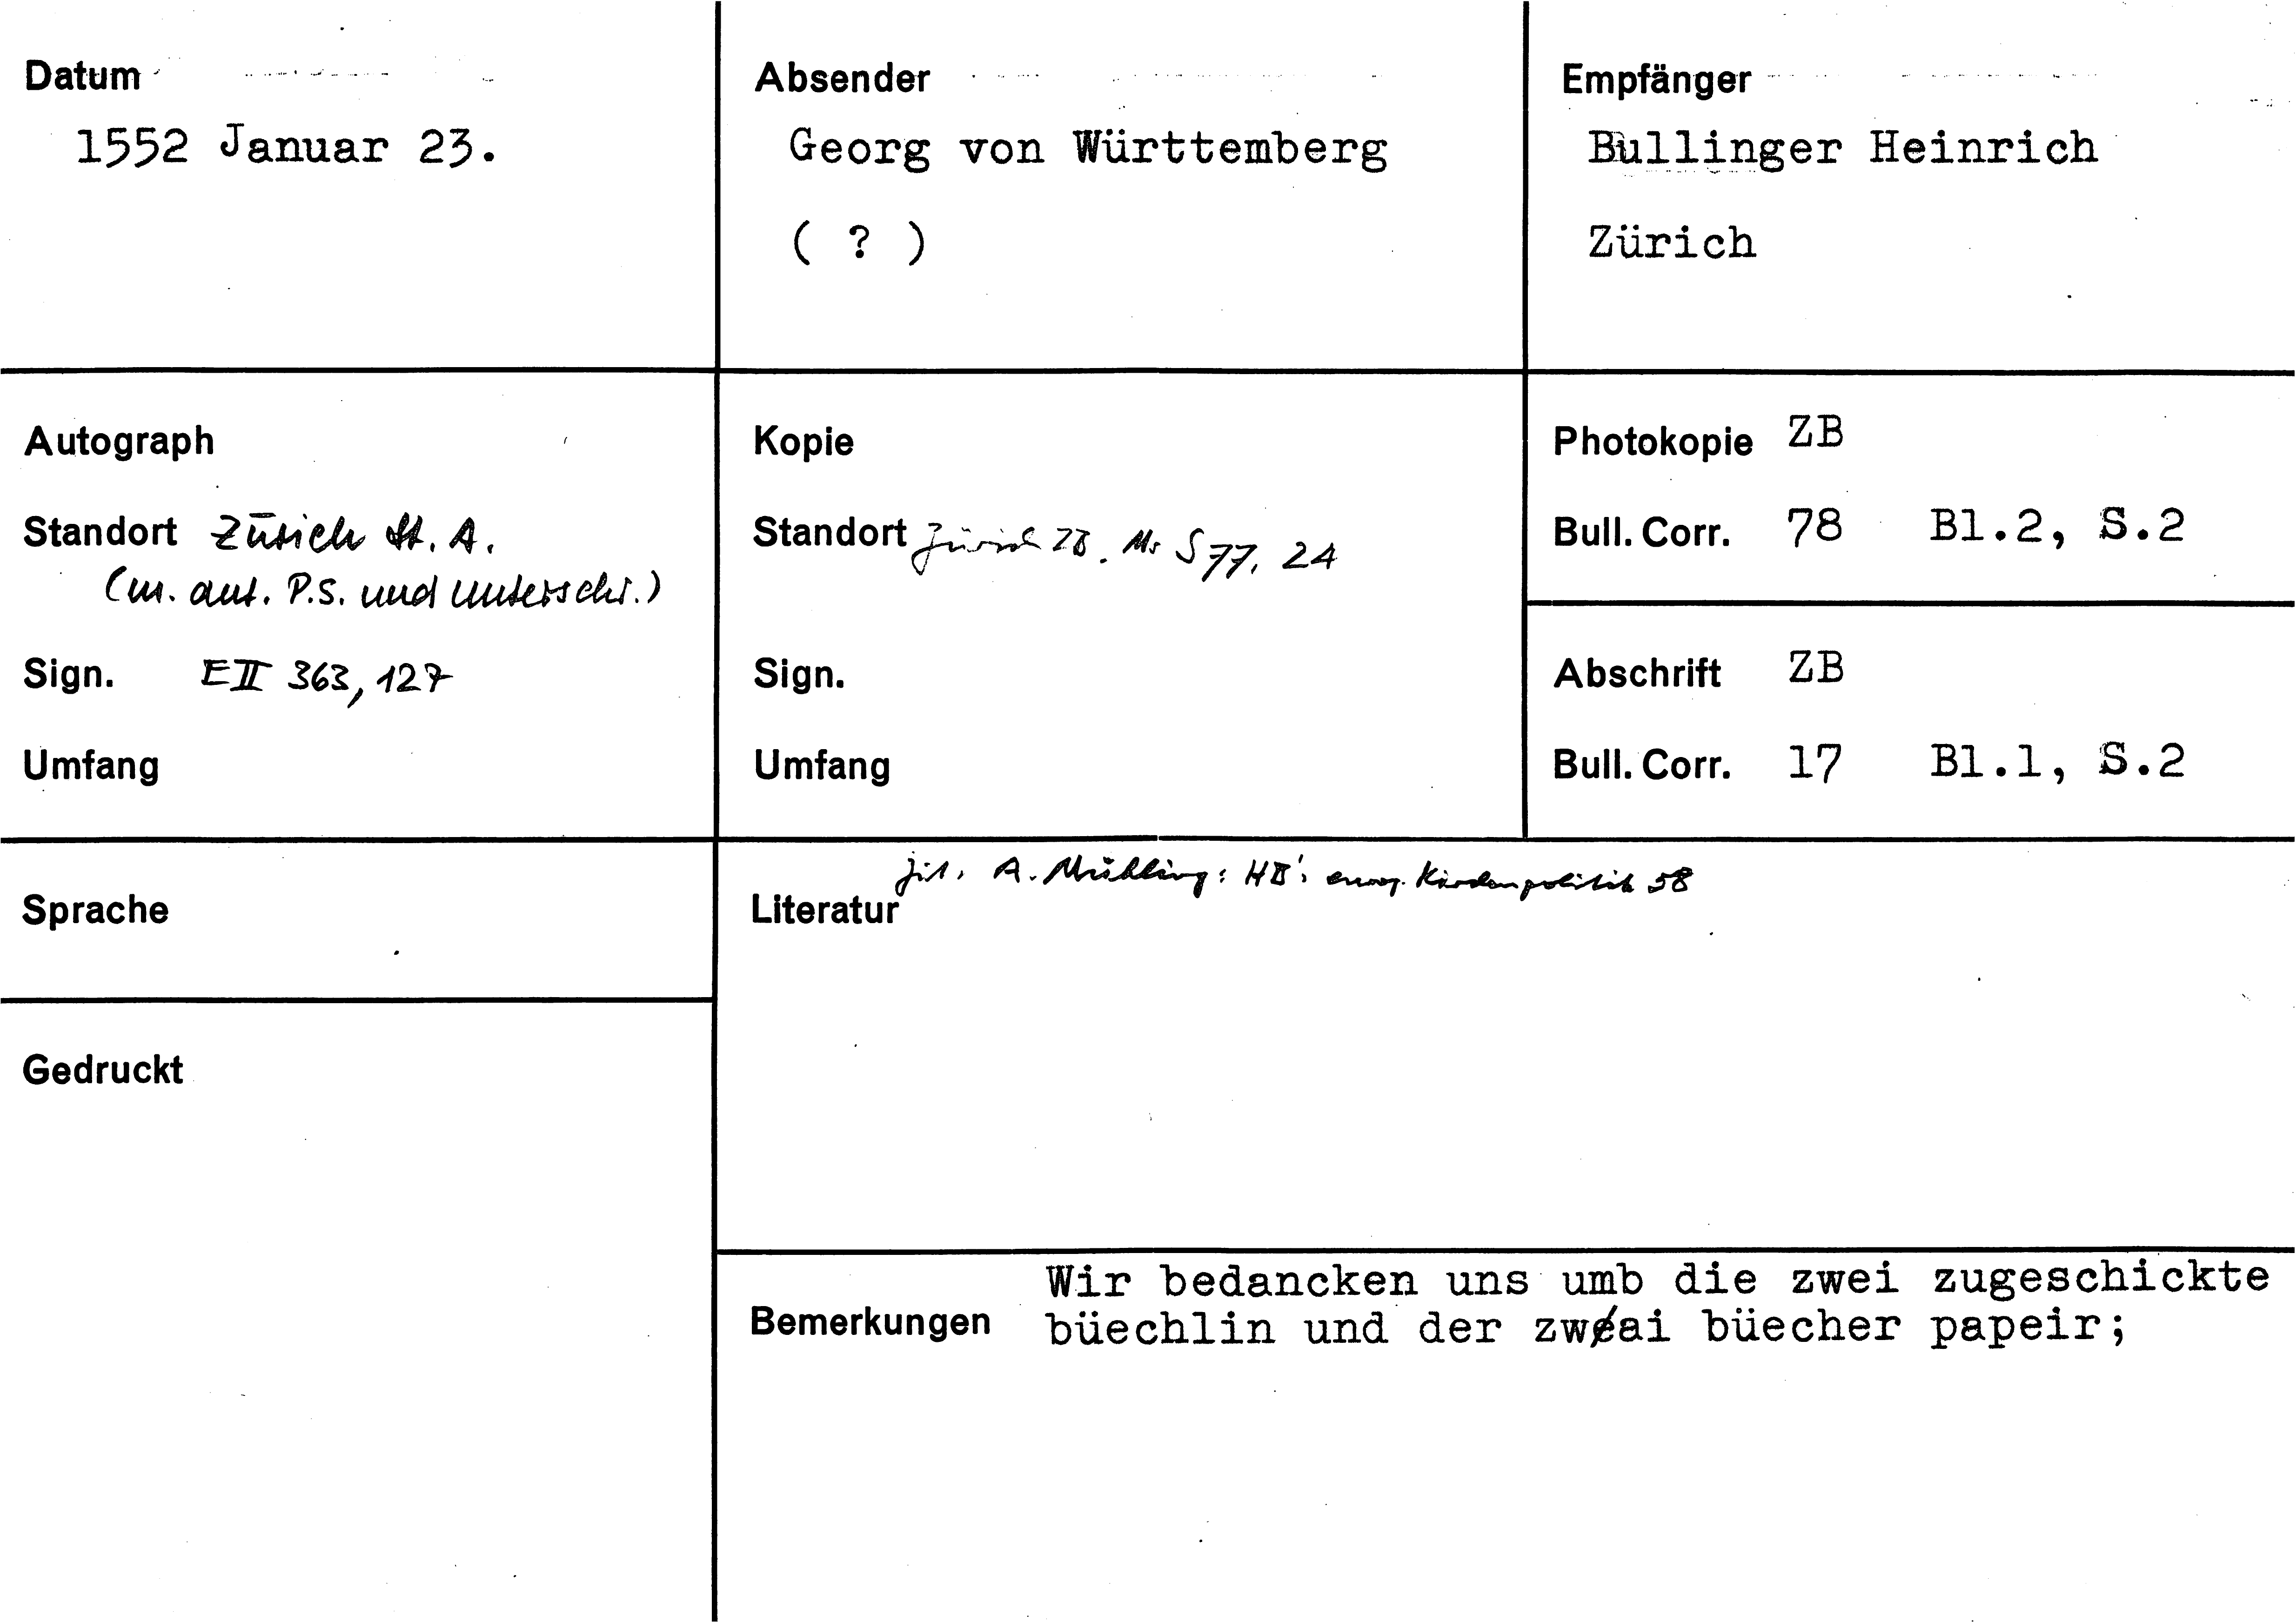 Datum
1552 Januar 23.
Absender
Georg von Württemberg
( ? )
Empfänger
Bullinger Heinrich
Zürich
Autograph
Standort Zürich St. A.
(m. aut. P.S. und Unterschr.)
Sign. E II 363, 127
Umfang
Kopie
Standort Zürich ZB. Ms S 77, 24
Sign.
Umfang
Photokopie ZB
Bull. Corr. 78 Bl.2, S.2
Abschrift ZB
Bull. Corr. 17 Bl.1, S.2
Sprache
Gedruckt
zit. A. Mühling: HB's europ. Kirchenpolitik 58
Literatur
Wir bedancken uns umb die zwei zugeschickte
Bemerkungen büechlin und der zweai büecher papeir;